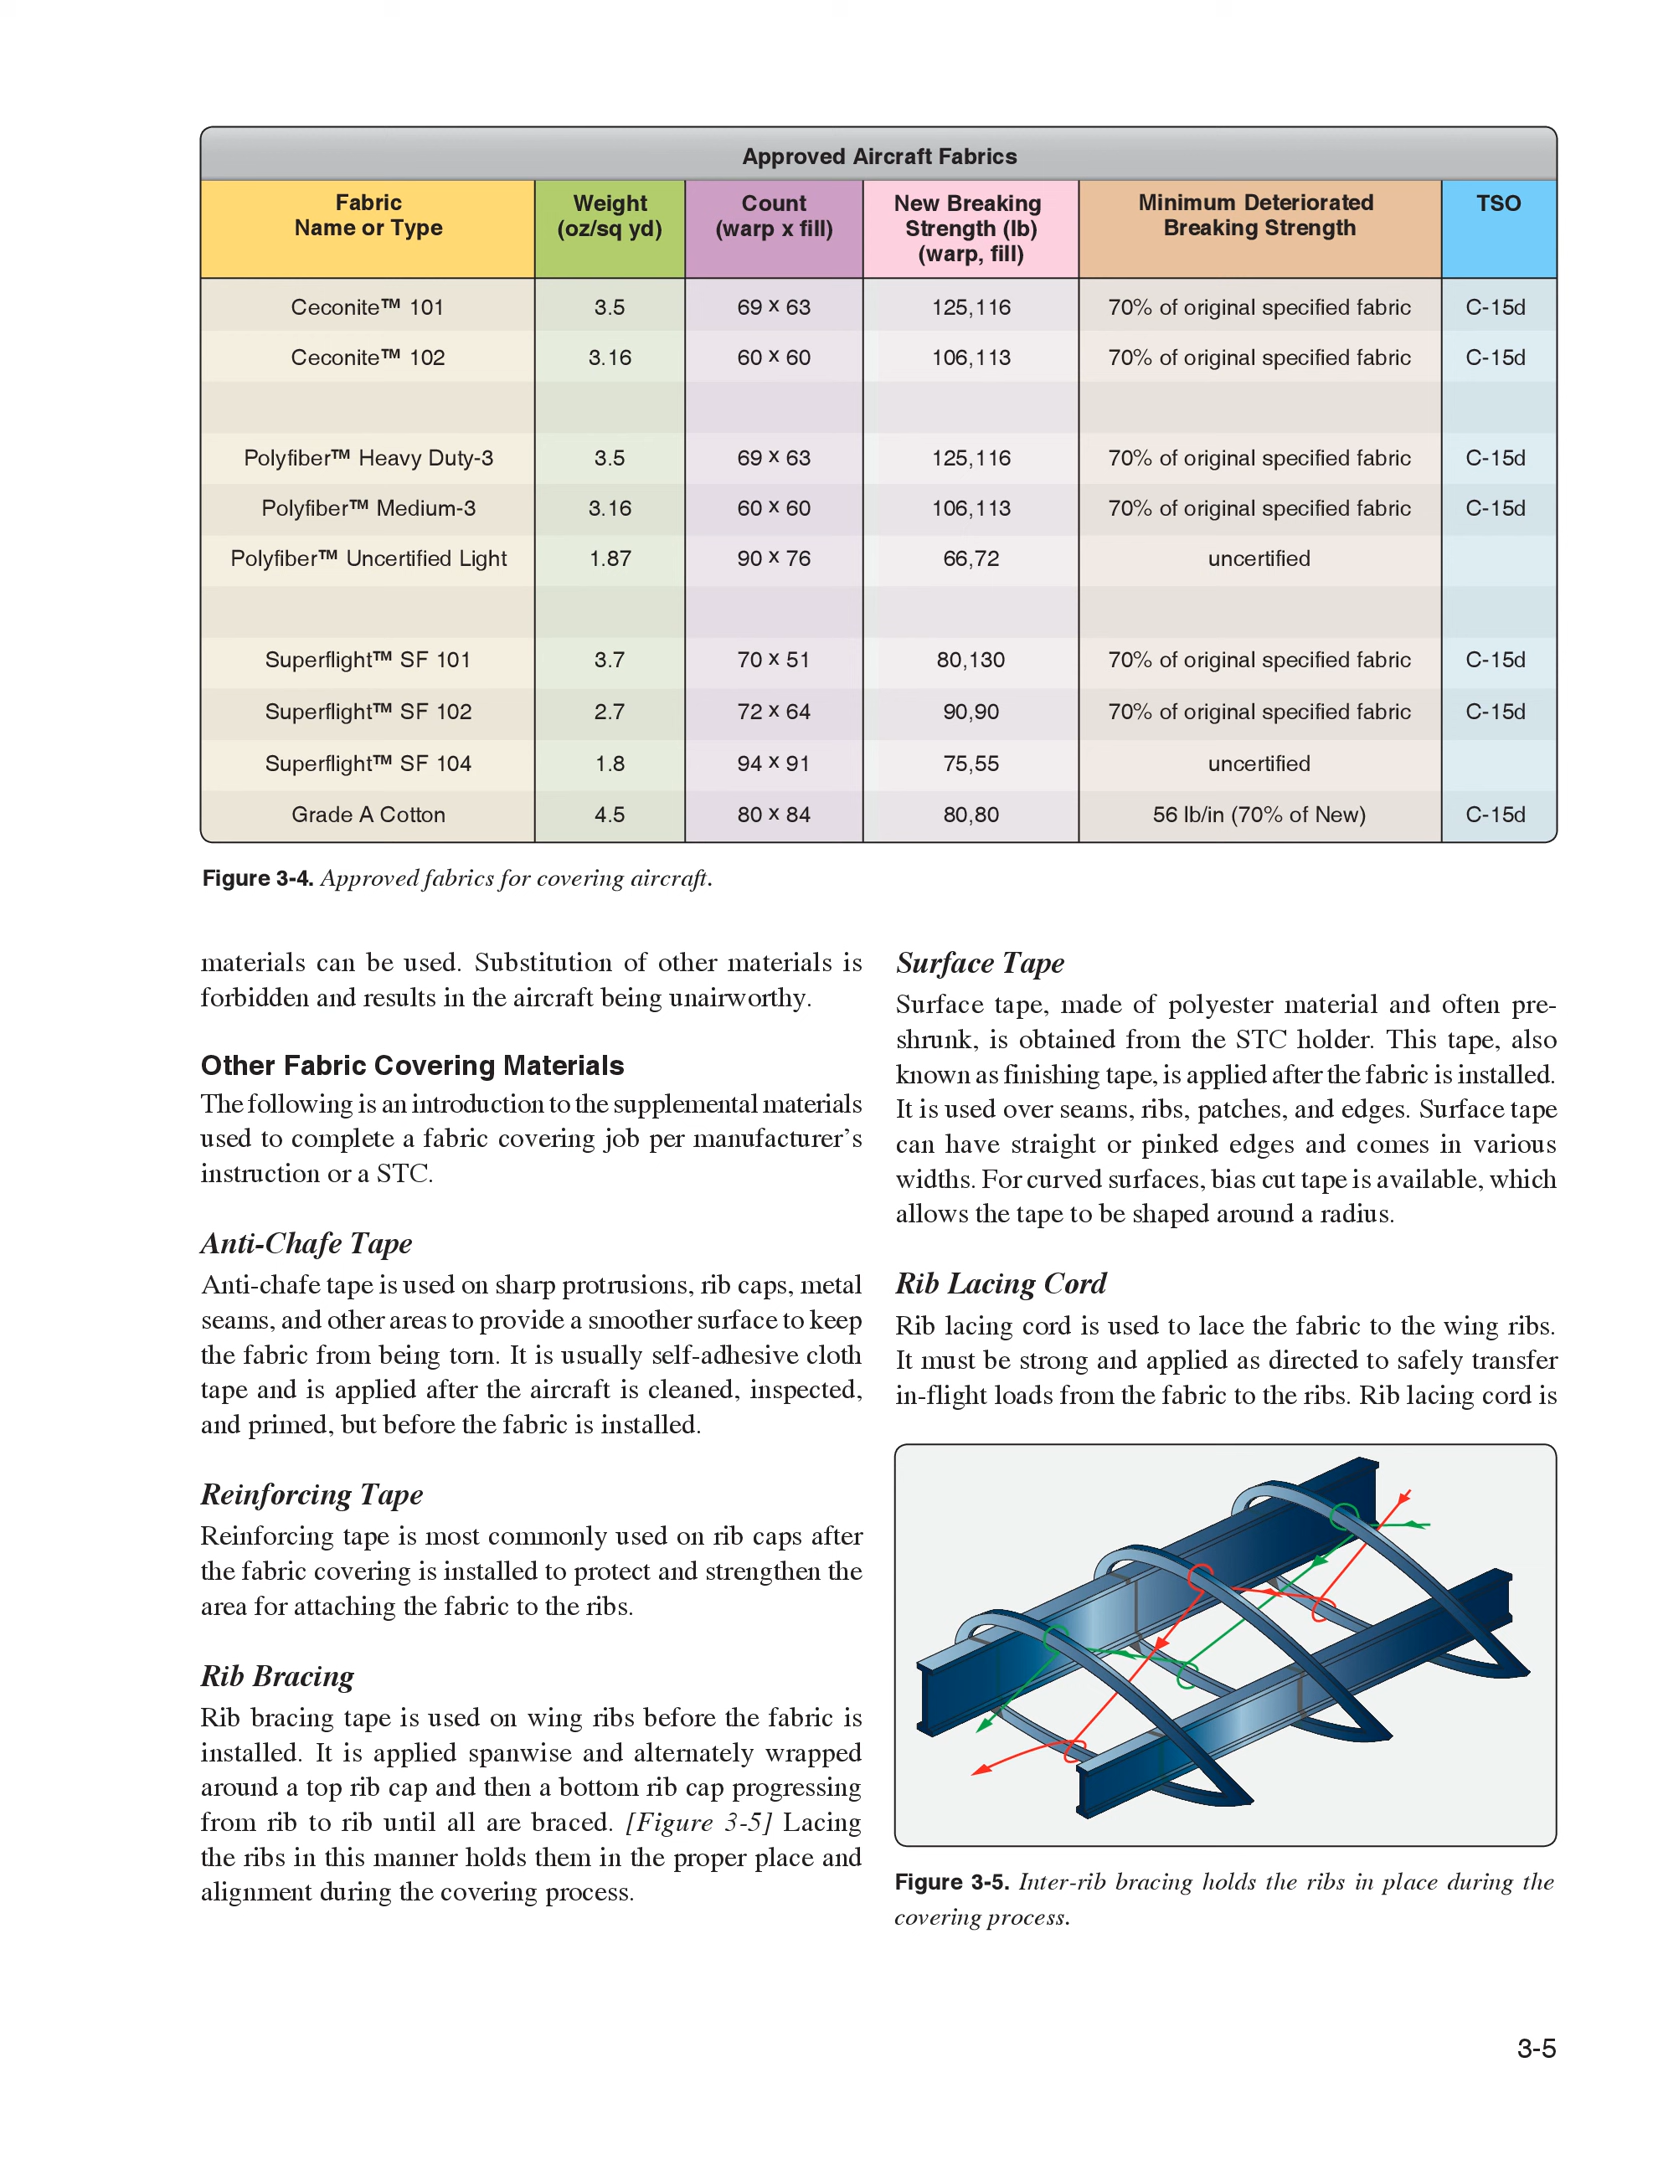 Approved Aircraft Fabrics
Fabric Name or Type Weight (oz/sq yd) Count (warp x fill) New Breaking Strength (lb) (warp, fill) Minimum Deteriorated Breaking Strength TSO
Ceconite™ 101 3.5 69 x 63 125,116 70% of original specified fabric C-15d
Ceconite™ 102 3.16 60 x 60 106,113 70% of original specified fabric C-15d
Polyfiber™ Heavy Duty-3 3.5 69 x 63 125,116 70% of original specified fabric C-15d
Polyfiber™ Medium-3 3.16 60 x 60 106,113 70% of original specified fabric C-15d
Polyfiber™ Uncertified Light 1.87 90 x 76 66,72 uncertified
Superflight™ SF 101 3.7 70 x 51 80,130 70% of original specified fabric C-15d
Superflight™ SF 102 2.7 72 x 64 90,90 70% of original specified fabric C-15d
Superflight™ SF 104 1.8 94 x 91 75,55 uncertified
Grade A Cotton 4.5 80 x 84 80,80 56 lb/in (70% of New) C-15d
Figure 3-4. Approved fabrics for covering aircraft.
materials can be used. Substitution of other materials is
forbidden and results in the aircraft being unairworthy.
Other Fabric Covering Materials
The following is an introduction to the supplemental materials
used to complete a fabric covering job per manufacturer's
instruction or a STC.
Anti-Chafe Tape
Anti-chafe tape is used on sharp protrusions, rib caps, metal
seams, and other areas to provide a smoother surface to keep
the fabric from being torn. It is usually self-adhesive cloth
tape and is applied after the aircraft is cleaned, inspected,
and primed, but before the fabric is installed.
Reinforcing Tape
Reinforcing tape is most commonly used on rib caps after
the fabric covering is installed to protect and strengthen the
area for attaching the fabric to the ribs.
Rib Bracing
Rib bracing tape is used on wing ribs before the fabric is
installed. It is applied spanwise and alternately wrapped
around a top rib cap and then a bottom rib cap progressing
from rib to rib until all are braced. [Figure 3-5] Lacing
the ribs in this manner holds them in the proper place and
alignment during the covering process.
Surface Tape
Surface tape, made of polyester material and often pre-
shrunk, is obtained from the STC holder. This tape, also
known as finishing tape, is applied after the fabric is installed.
It is used over seams, ribs, patches, and edges. Surface tape
can have straight or pinked edges and comes in various
widths. For curved surfaces, bias cut tape is available, which
allows the tape to be shaped around a radius.
Rib Lacing Cord
Rib lacing cord is used to lace the fabric to the wing ribs.
It must be strong and applied as directed to safely transfer
in-flight loads from the fabric to the ribs. Rib lacing cord is
Figure 3-5. Inter-rib bracing holds the ribs in place during the
covering process.
3-5